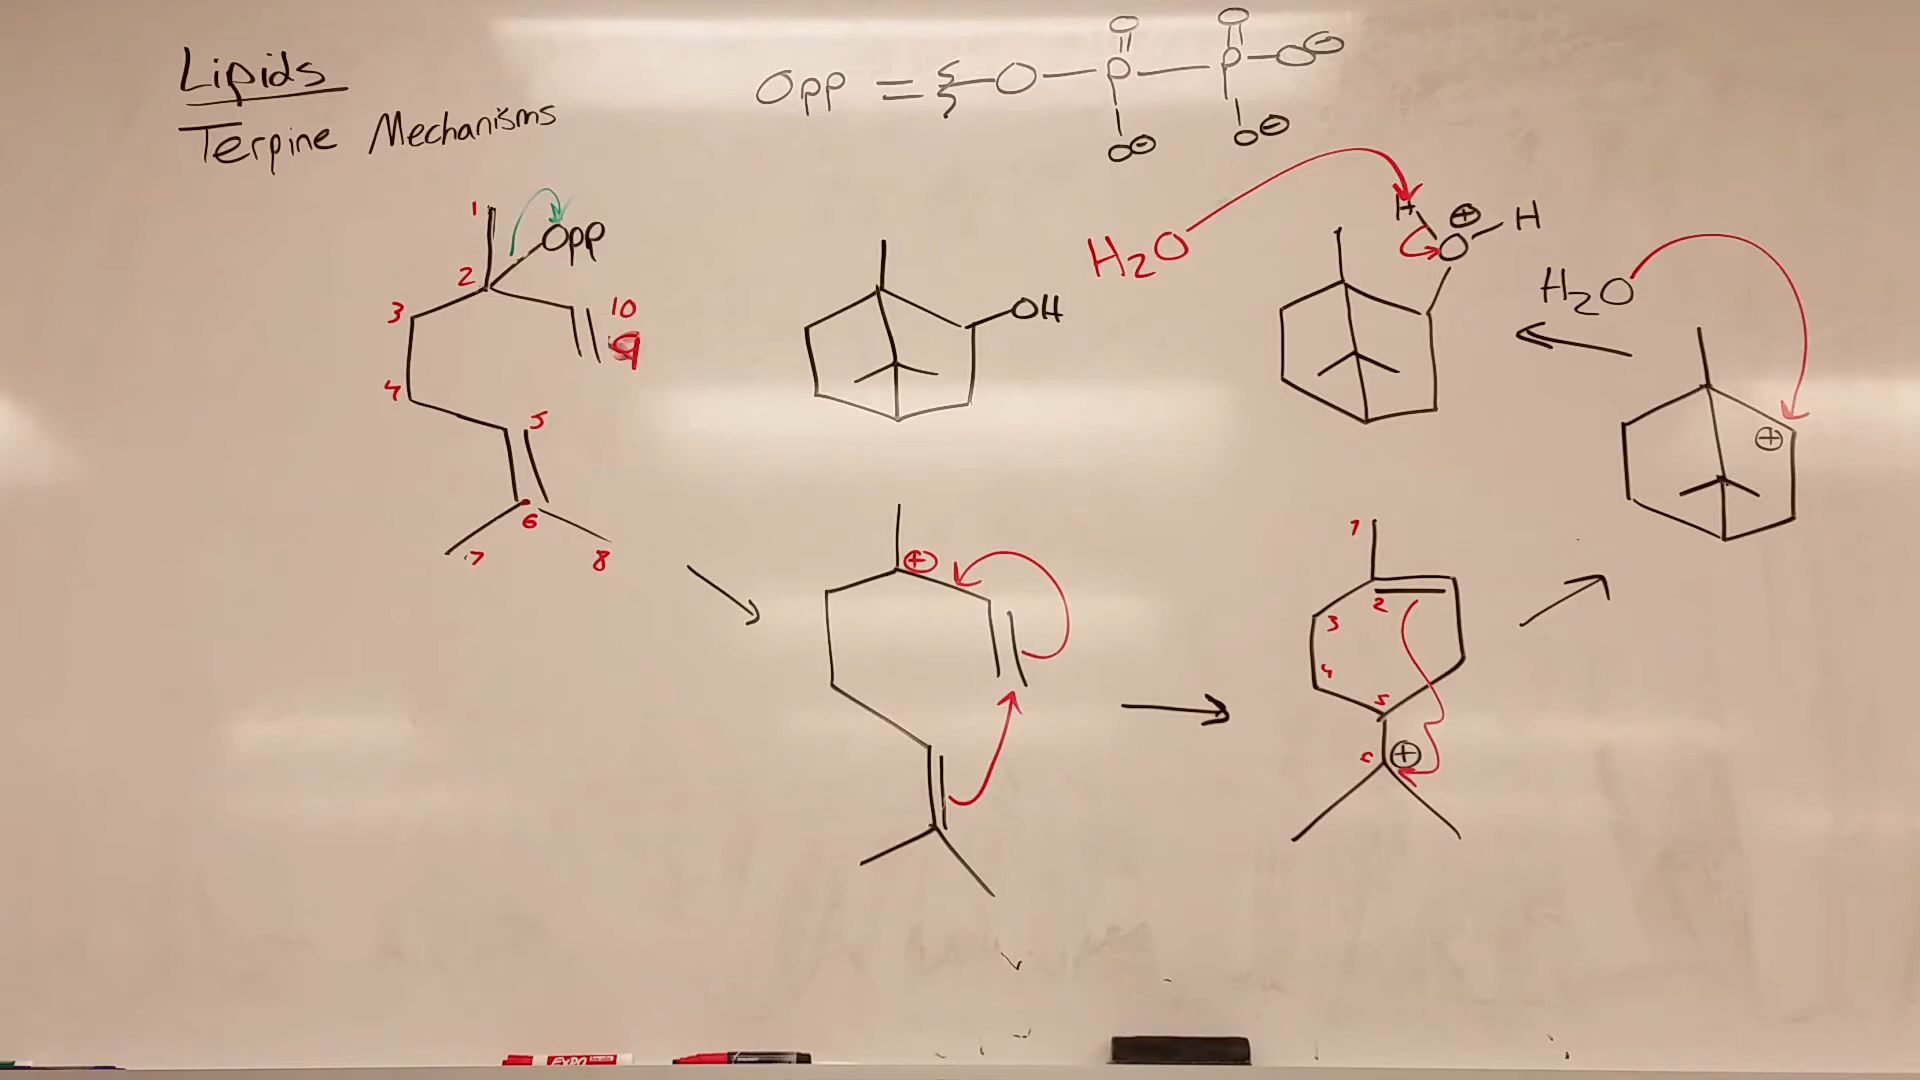 Lipids
Terpine Mechanisms
Opp = O P P O⊖
O O
O⊖ O⊖
1
Opp
2
3
10
9
4
5
6
7
8
OH
H2O
H ⊕ H
O
H2O
⊕
⊕
1
2
3
4
5
6
⊕
EXPO